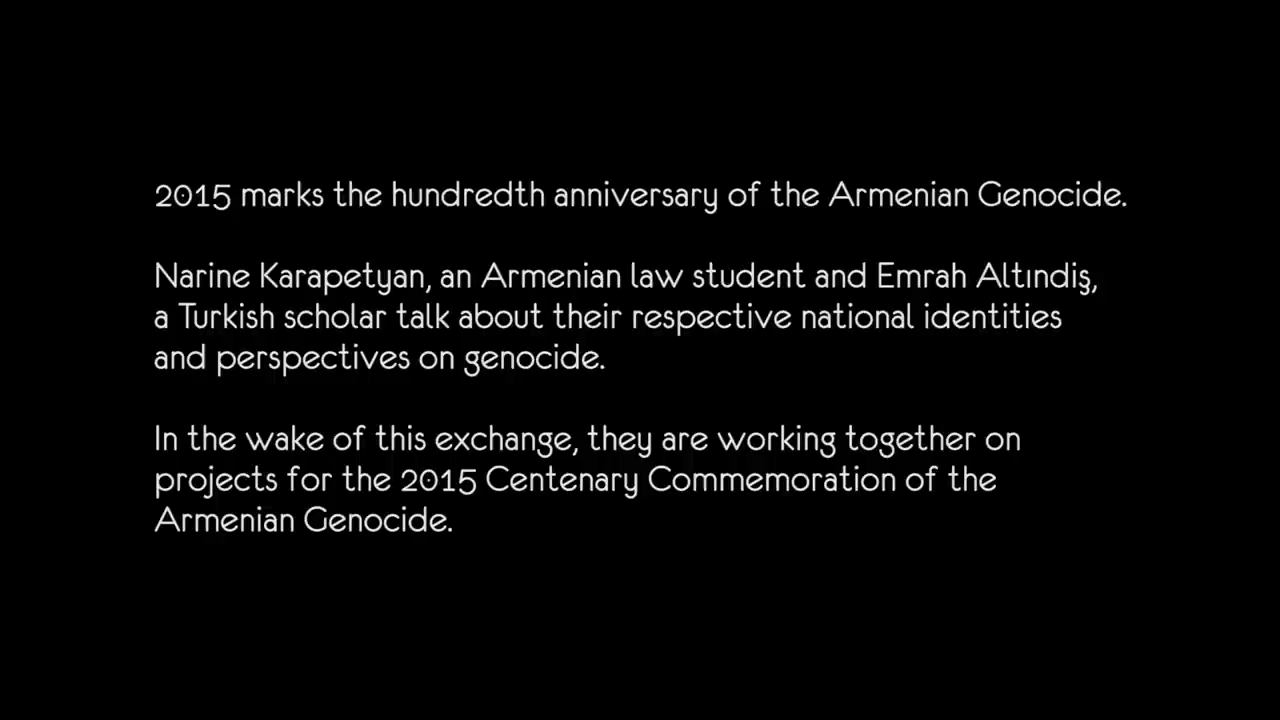 2015 marks the hundredth anniversary of the Armenian Genocide.
Narine Karapetyan, an Armenian law student and Emrah Altındiş,
a Turkish scholar talk about their respective national identities
and perspectives on genocide.
In the wake of this exchange, they are working together on
projects for the 2015 Centenary Commemoration of the
Armenian Genocide.